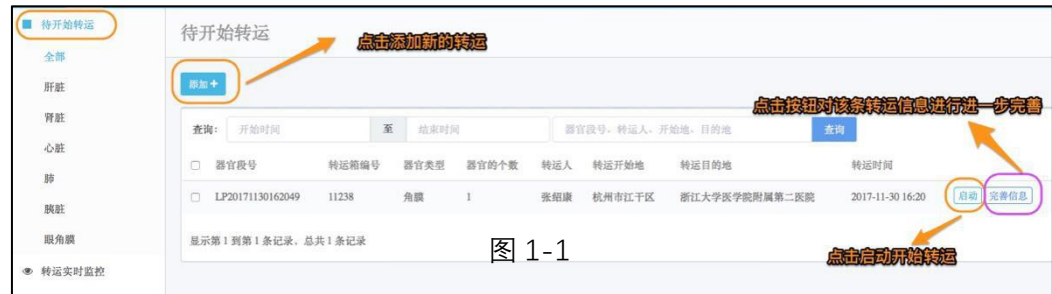 待开始转运
全部
肝脏
肾脏
心脏
肺
胰脏
眼角膜
转运实时监控
待开始转运
点击添加新的转运
添加+
点击按钮对该条转运信息进行进一步完善
查询： 开始时间 至 结束时间 器官段号、转运人、开始地、目的地 查询
器官段号 转运箱编号 器官类型 器官的个数 转运人 转运开始地 转运目的地 转运时间
LP20171130162049 11238 角膜 1 张绍康 杭州市江干区 浙江大学医学院附属第二医院 2017-11-30 16:20 启动 完善信息
显示第 1 到第 1 条记录，总共 1 条记录
图 1-1
点击启动开始转运